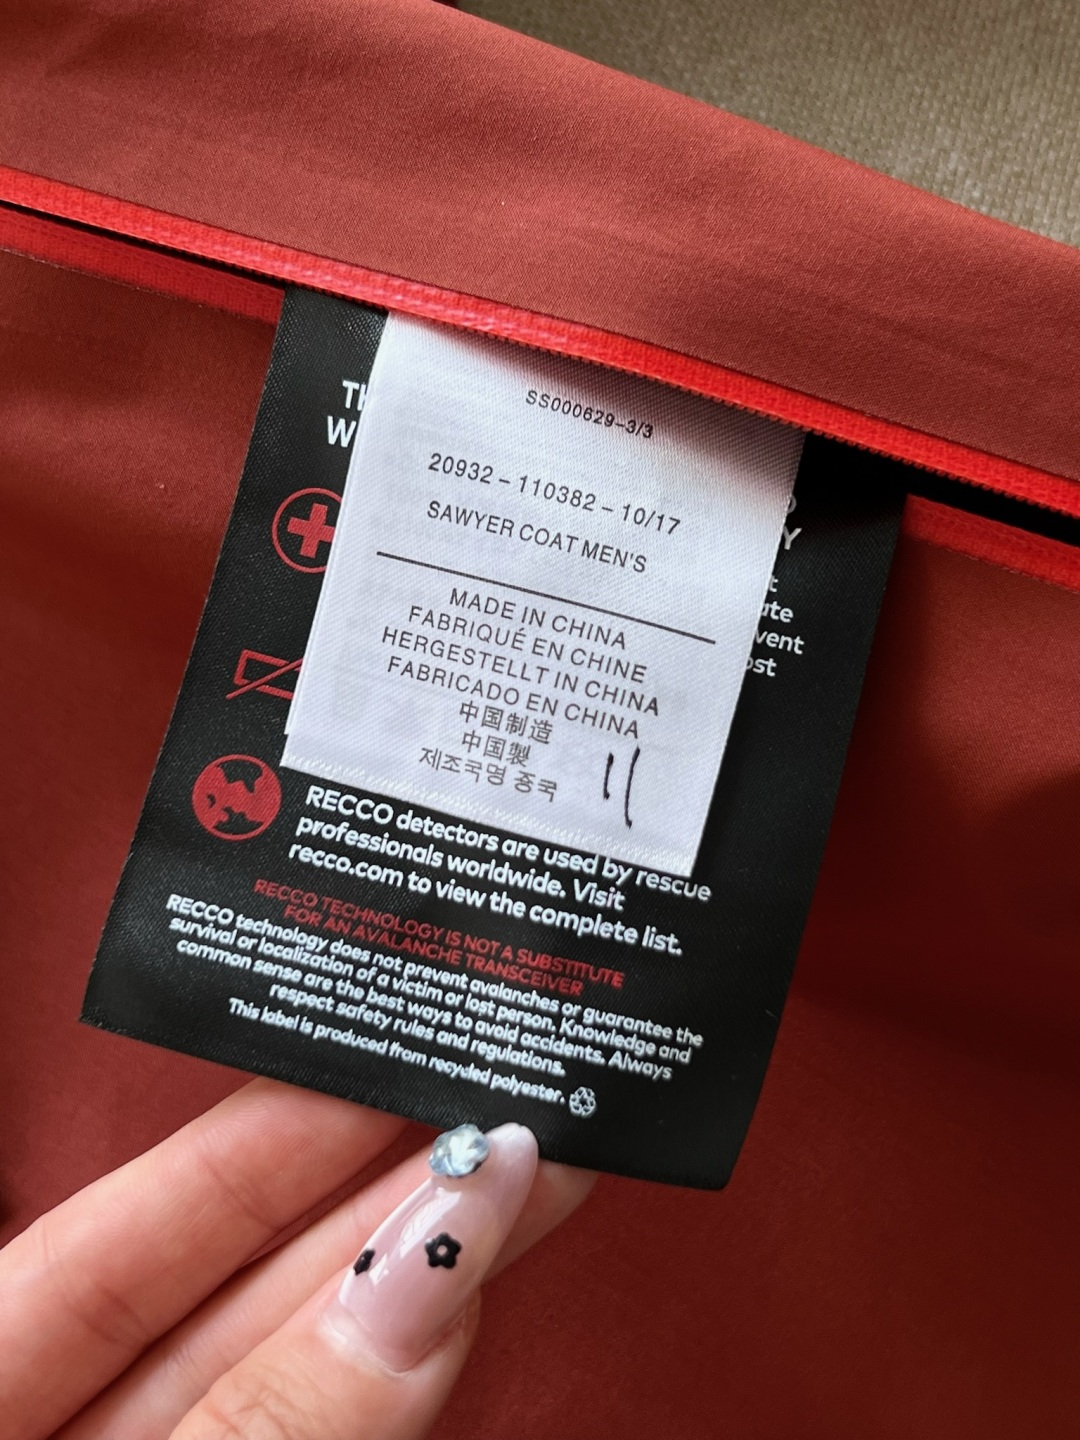 SS000629-3/3
20932 - 110382 - 10/17
SAWYER COAT MEN'S
MADE IN CHINA
FABRIQUÉ EN CHINE
HERGESTELLT IN CHINA
FABRICADO EN CHINA
中国制造
中国製
제조국명 중국
11
RECCO detectors are used by rescue
professionals worldwide. Visit
recco.com to view the complete list.
RECCO TECHNOLOGY IS NOT A SUBSTITUTE
FOR AN AVALANCHE TRANSCEIVER
RECCO technology does not prevent avalanches or guarantee the
survival or localization of a victim or lost person. Knowledge and
common sense are the best ways to avoid accidents. Always
respect safety rules and regulations.
This label is produced from recycled polyester.